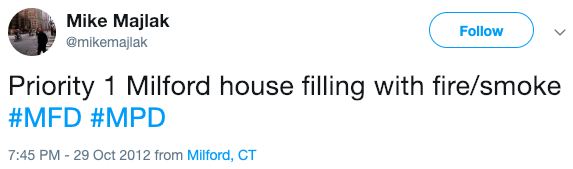 Mike Majlak
@mikemajlak
Follow
Priority 1 Milford house filling with fire/smoke
#MFD #MPD
7:45 PM - 29 Oct 2012 from Milford, CT